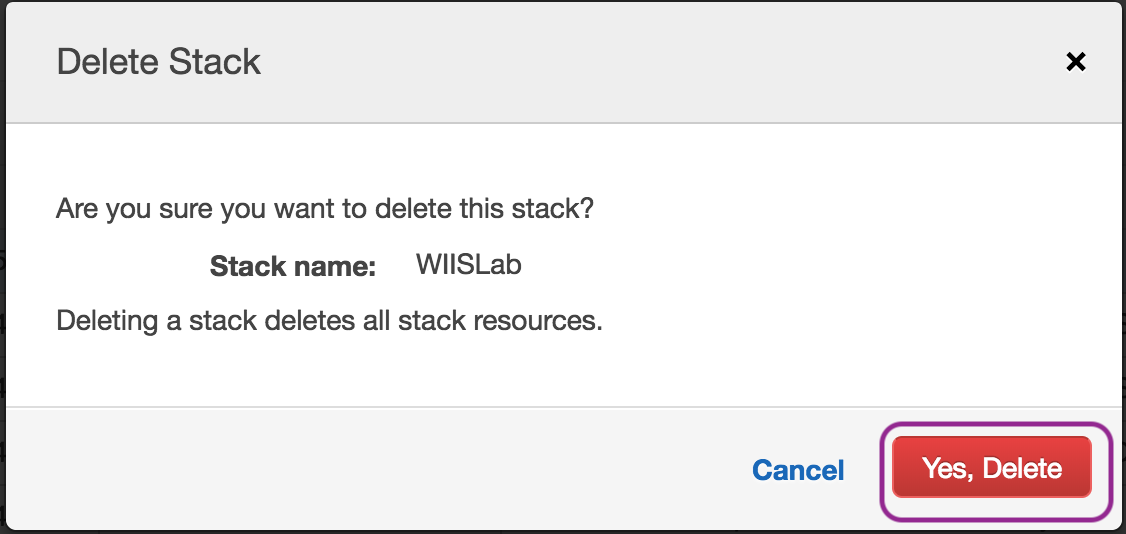 Delete Stack
Are you sure you want to delete this stack?
Stack name: WIISLab
Deleting a stack deletes all stack resources.
Cancel Yes, Delete